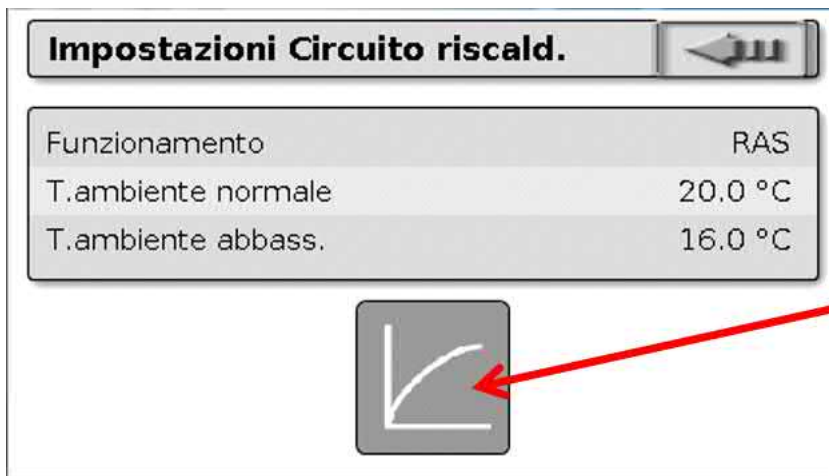 Impostazioni Circuito riscald.
Funzionamento RAS
T.ambiente normale 20.0 °C
T.ambiente abbass. 16.0 °C